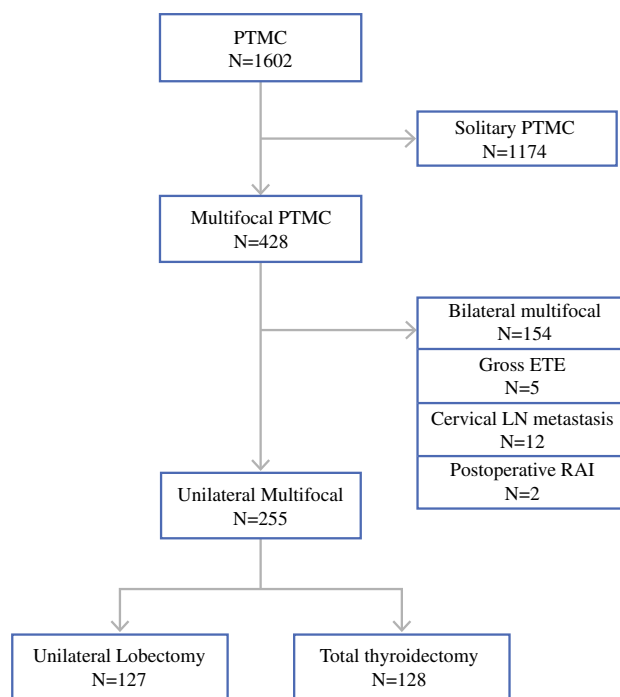 PTMC
N=1602
Solitary PTMC
N=1174
Multifocal PTMC
N=428
Bilateral multifocal
N=154
Gross ETE
N=5
Cervical LN metastasis
N=12
Postoperative RAI
N=2
Unilateral Multifocal
N=255
Unilateral Lobectomy
N=127
Total thyroidectomy
N=128